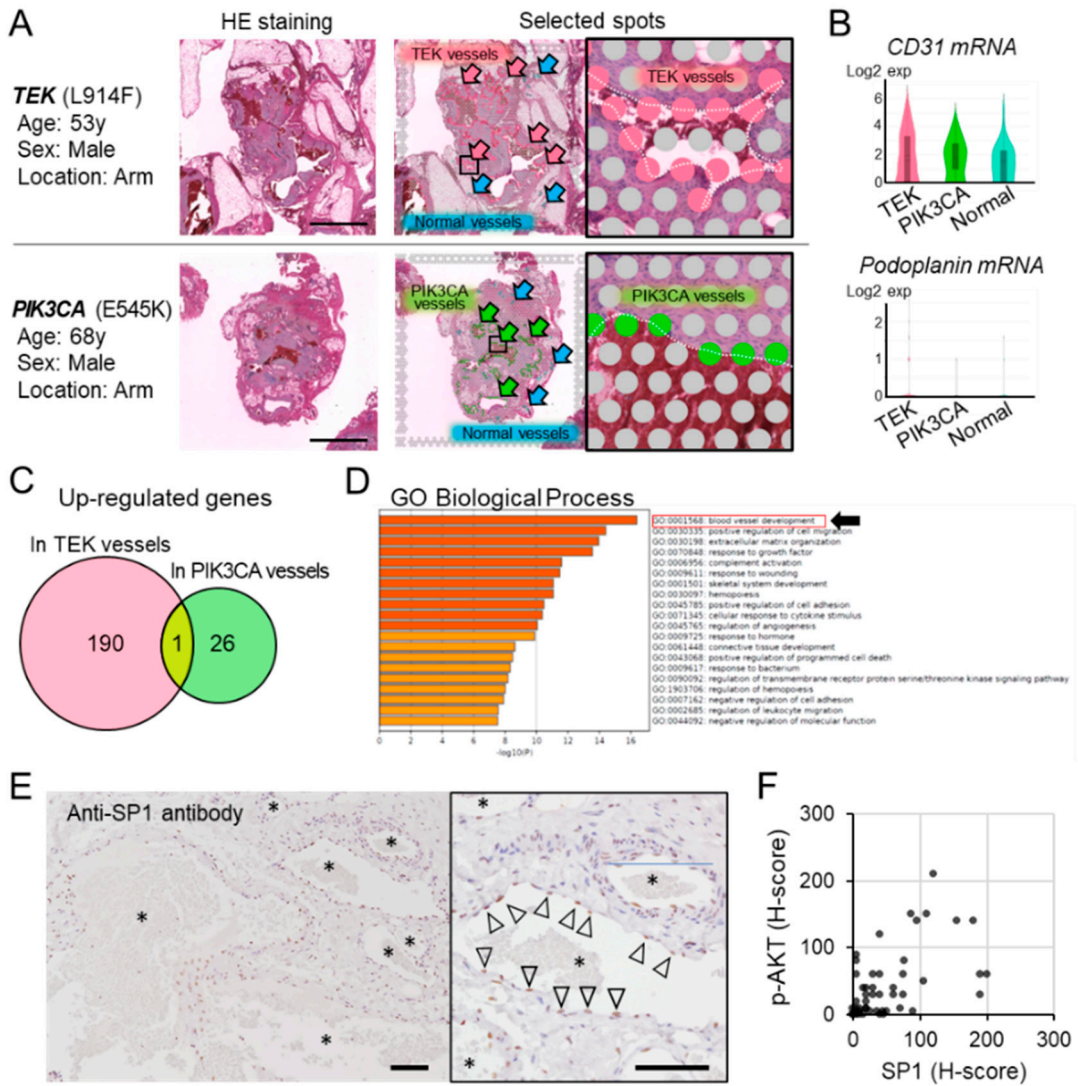 A
HE staining
Selected spots
TEK (L914F)
Age: 53y
Sex: Male
Location: Arm
TEK vessels
Normal vessels
TEK vessels
PIK3CA (E545K)
Age: 68y
Sex: Male
Location: Arm
PIK3CA
vessels
Normal vessels
PIK3CA vessels
B
CD31 mRNA
Log2 exp
6
4
2
0
TEK
PIK3CA
Normal
Podoplanin mRNA
Log2 exp
2
1
0
TEK
PIK3CA
Normal
C
Up-regulated genes
In TEK vessels
In PIK3CA vessels
190
1
26
D
GO Biological Process
GO:0001568: blood vessel development
GO:0030335: positive regulation of cell migration
GO:0030198: extracellular matrix organization
GO:0070848: response to growth factor
GO:0006956: complement activation
GO:0009611: response to wounding
GO:0001501: skeletal system development
GO:0030097: hemopoiesis
GO:0045785: positive regulation of cell adhesion
GO:0071345: cellular response to cytokine stimulus
GO:0045765: regulation of angiogenesis
GO:0009725: response to hormone
GO:0061448: connective tissue development
GO:0043068: positive regulation of programmed cell death
GO:0009617: response to bacterium
GO:0090092: regulation of transmembrane receptor protein serine/threonine kinase signaling pathway
GO:1903706: regulation of hemopoiesis
GO:0007162: negative regulation of cell adhesion
GO:0002685: regulation of leukocyte migration
GO:0044092: negative regulation of molecular function
0 2 4 6 8 10 12 14 16
-log10(P)
E
Anti-SP1 antibody
* * * * * * *
* * * *
F
300
200
100
0
p-AKT (H-score)
0 100 200 300
SP1 (H-score)